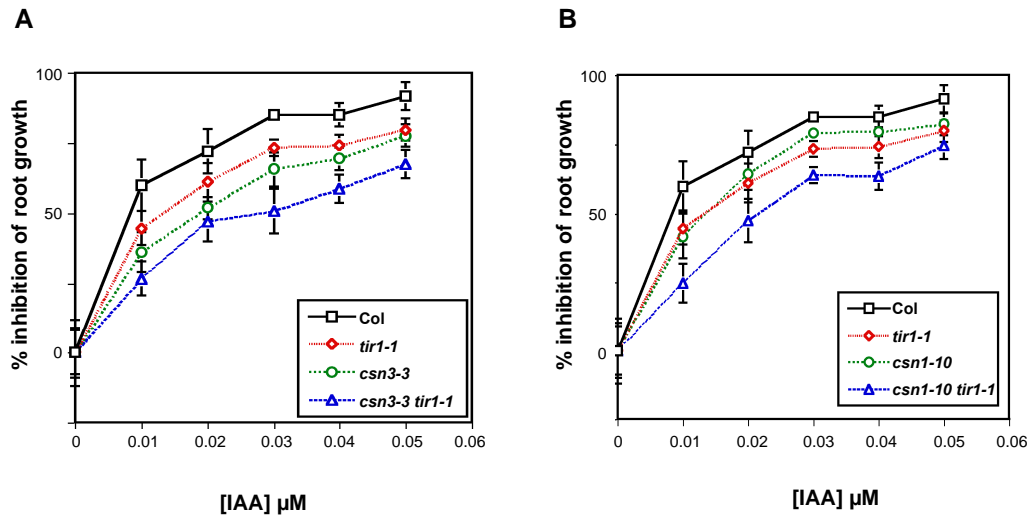 A
% inhibition of root growth
100
50
0
Col
tir1-1
csn3-3
csn3-3 tir1-1
0 0.01 0.02 0.03 0.04 0.05 0.06
[IAA] µM
B
% inhibition of root growth
100
50
0
Col
tir1-1
csn1-10
csn1-10 tir1-1
0 0.01 0.02 0.03 0.04 0.05 0.06
[IAA] µM